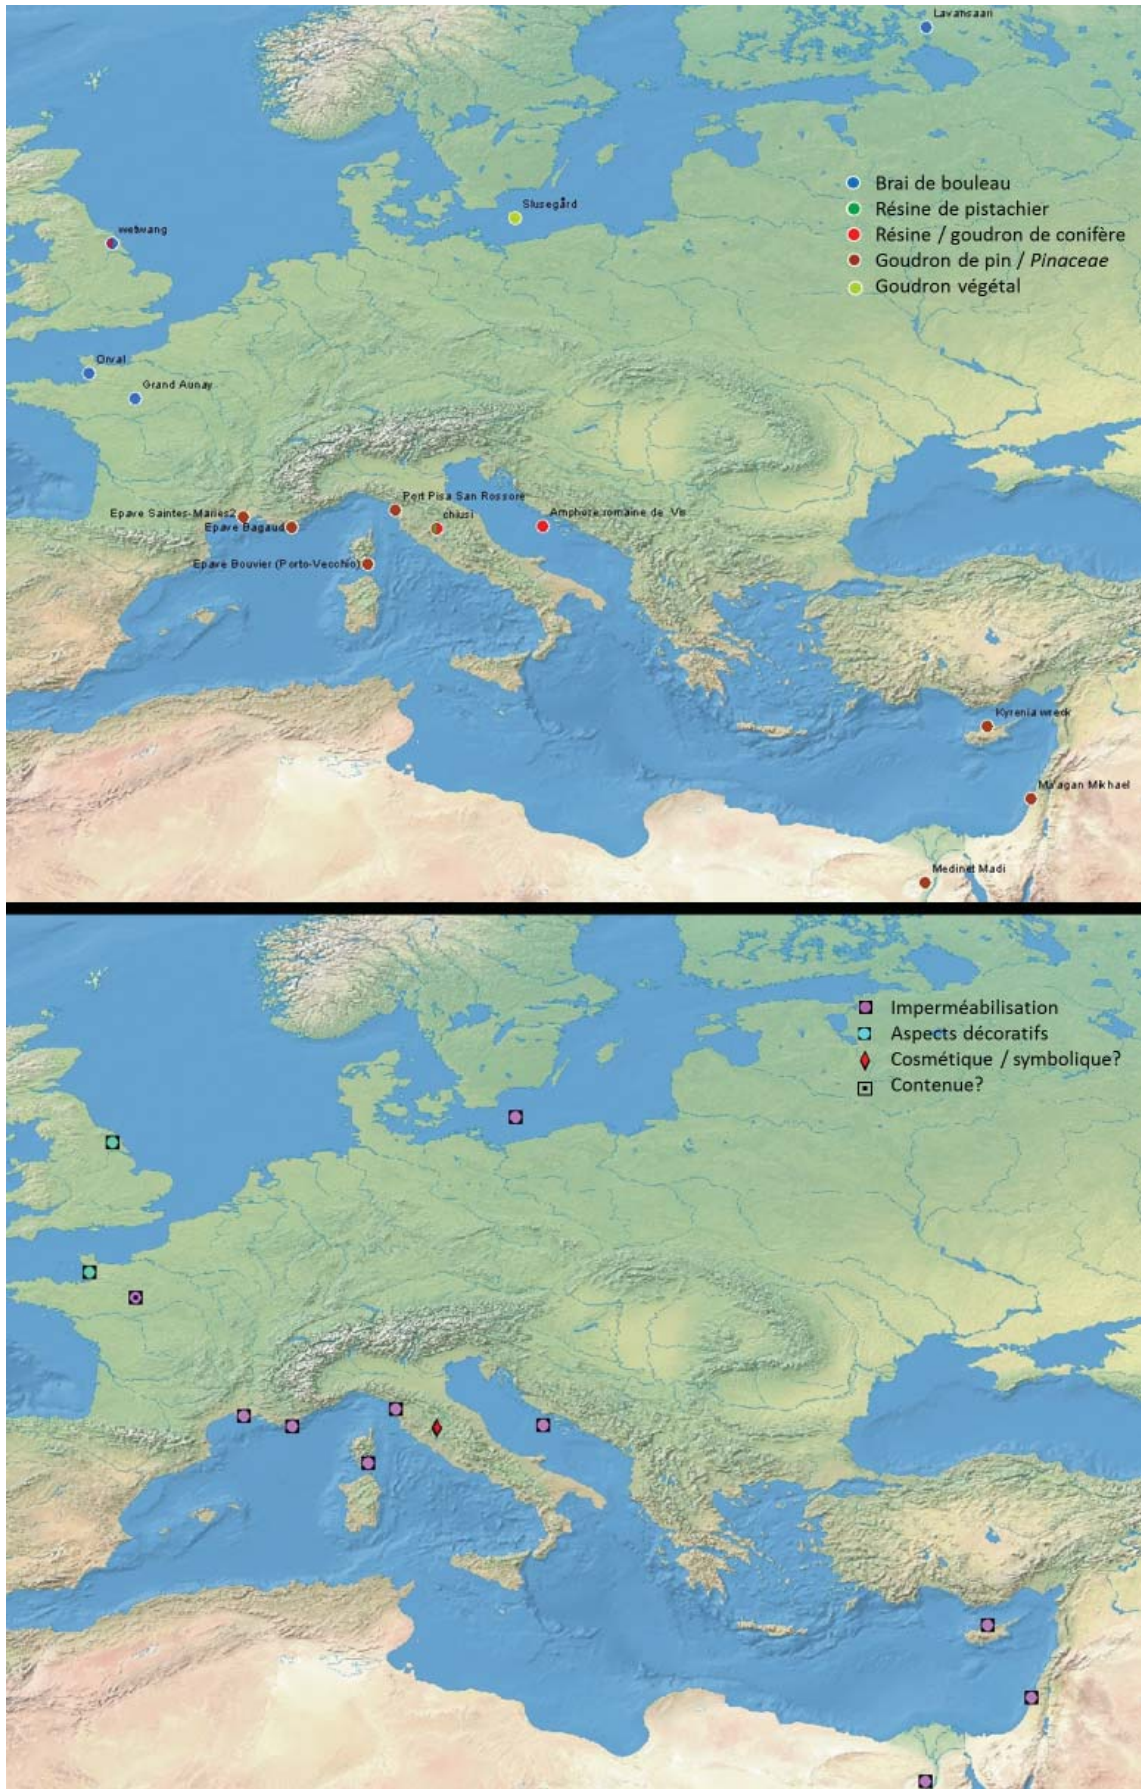 Lavansaari
Brai de bouleau
Résine de pistachier
Résine / goudron de conifère
Goudron de pin / Pinaceae
Goudron végétal
Slusegård
wetwang
Orval
Grand Aunay
Port Pisa San Rossore
chiusi
Epave Saintes-Maries2
Epave Bagaud
Amphore romaine de Vis
Epave Bouvier (Porto-Vecchio)
Kyrenia wreck
Ma'agan Mikhael
Medinet Madi
Imperméabilisation
Aspects décoratifs
Cosmétique / symbolique?
Contenue?